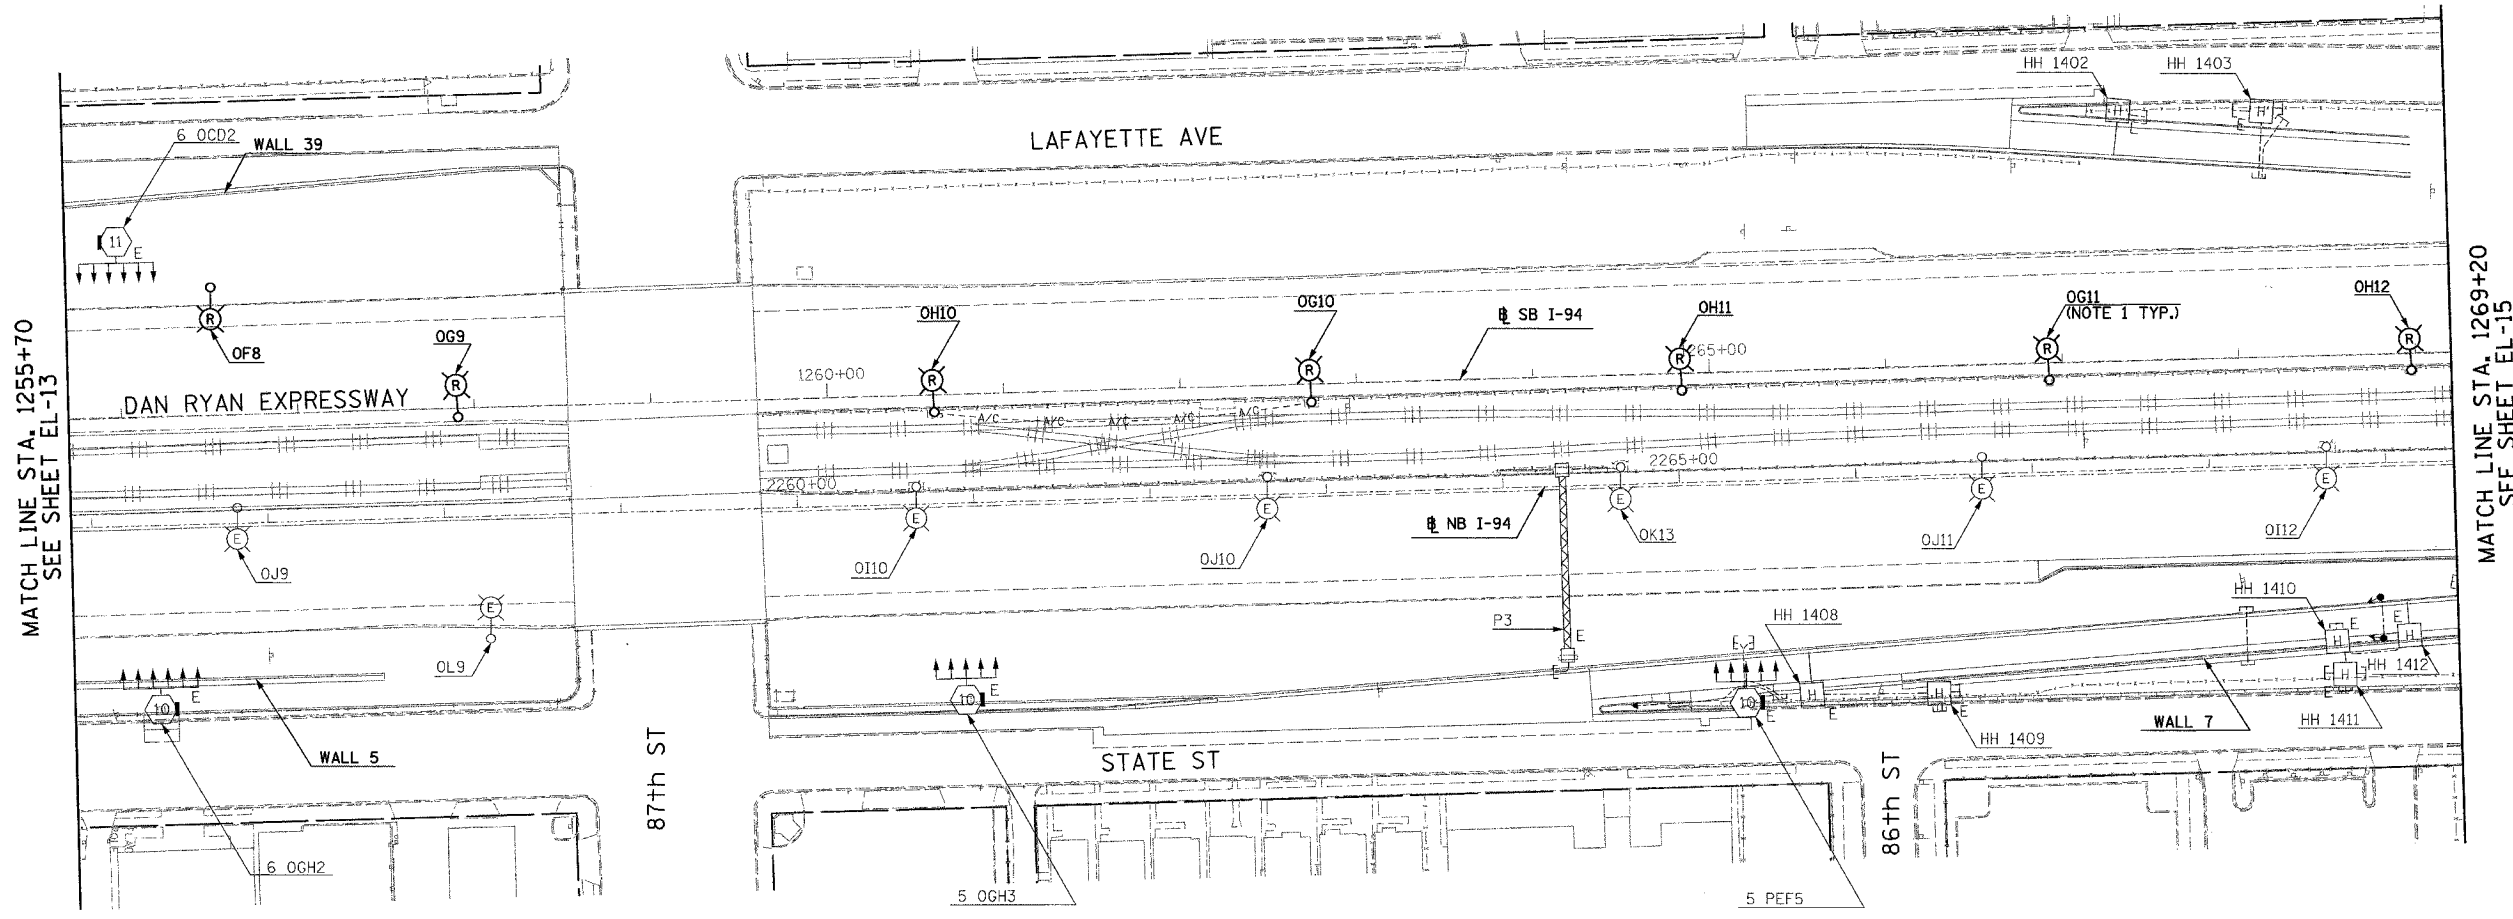 HH 1402
HH 1403
LAFAYETTE AVE
6 OCD2
WALL 39
H
H
E
E
11
E
MATCH LINE STA. 1255+70
SEE SHEET EL-13
MATCH LINE STA. 1269+20
SEE SHEET EL-15
R
OF8
OG9
R
OH10
R
OG10
R
℄ SB I-94
OH11
R
1265+00
OG11
(NOTE 1 TYP.)
R
OH12
R
1260+00
DAN RYAN EXPRESSWAY
A/C
A/C
A/C
A/C
A/C
2260+00
2265+00
E
OJ9
E
OI10
E
OJ10
℄ NB I-94
E
OK13
E
OJ11
E
OI12
E
OL9
P3
E
E
HH 1408
HH 1410
E
H
E
H
HH 1412
H
E
HH 1411
10
E
WALL 5
10
E
10
E
H
E
H
E
HH 1409
WALL 7
87th ST
STATE ST
86th ST
6 OGH2
5 OGH3
5 PEF5